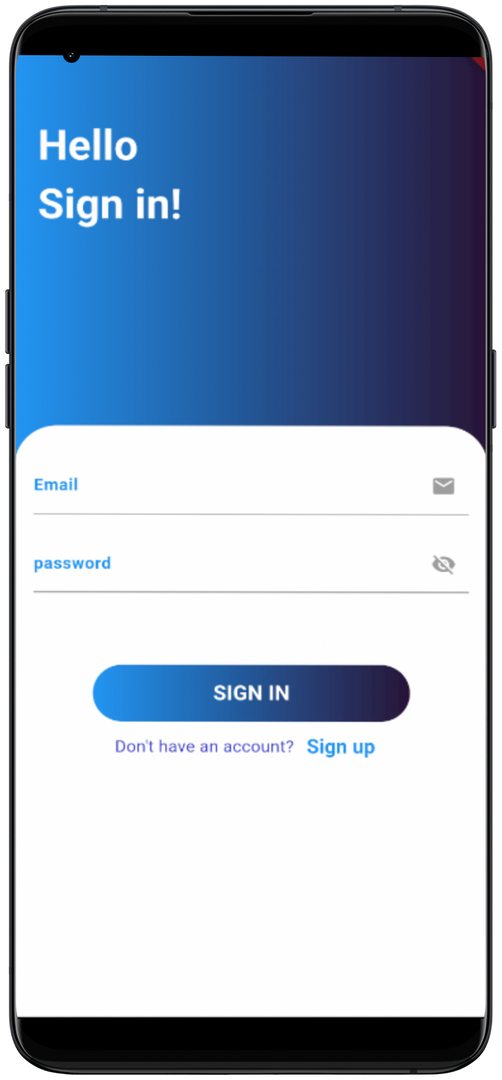 Hello
Sign in!
Email
password
SIGN IN
Don't have an account? Sign up